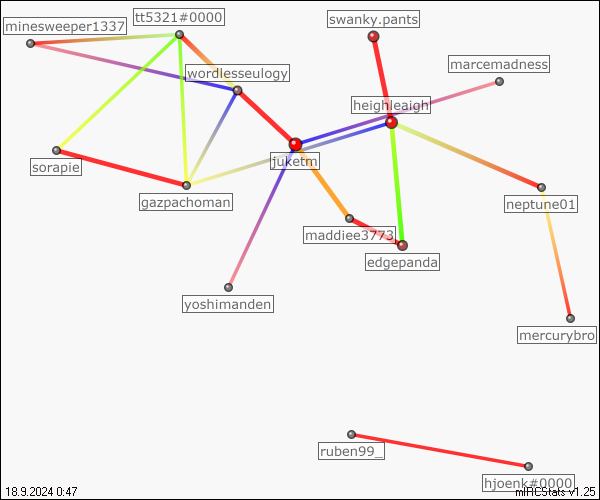 tt5321#0000
swanky.pants
minesweeper1337
marcemadness
wordlesseulogy
heighleaigh
juketm
sorapie
gazpachoman
neptune01
maddiee3773
edgepanda
yoshimanden
mercurybro
ruben99_
hjoenk#0000
18.9.2024 0:47
mIRCStats v1.25